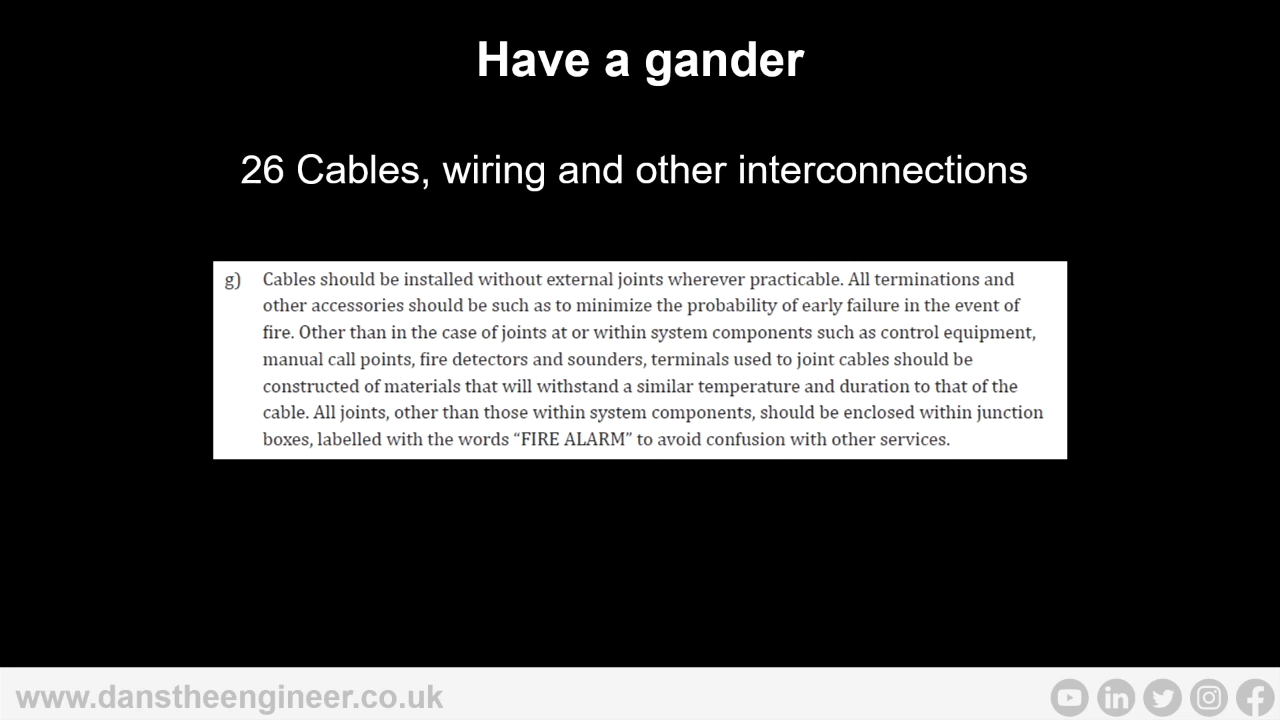 Have a gander
26 Cables, wiring and other interconnections
g) Cables should be installed without external joints wherever practicable. All terminations and
other accessories should be such as to minimize the probability of early failure in the event of
fire. Other than in the case of joints at or within system components such as control equipment,
manual call points, fire detectors and sounders, terminals used to joint cables should be
constructed of materials that will withstand a similar temperature and duration to that of the
cable. All joints, other than those within system components, should be enclosed within junction
boxes, labelled with the words “FIRE ALARM” to avoid confusion with other services.
www.danstheengineer.co.uk